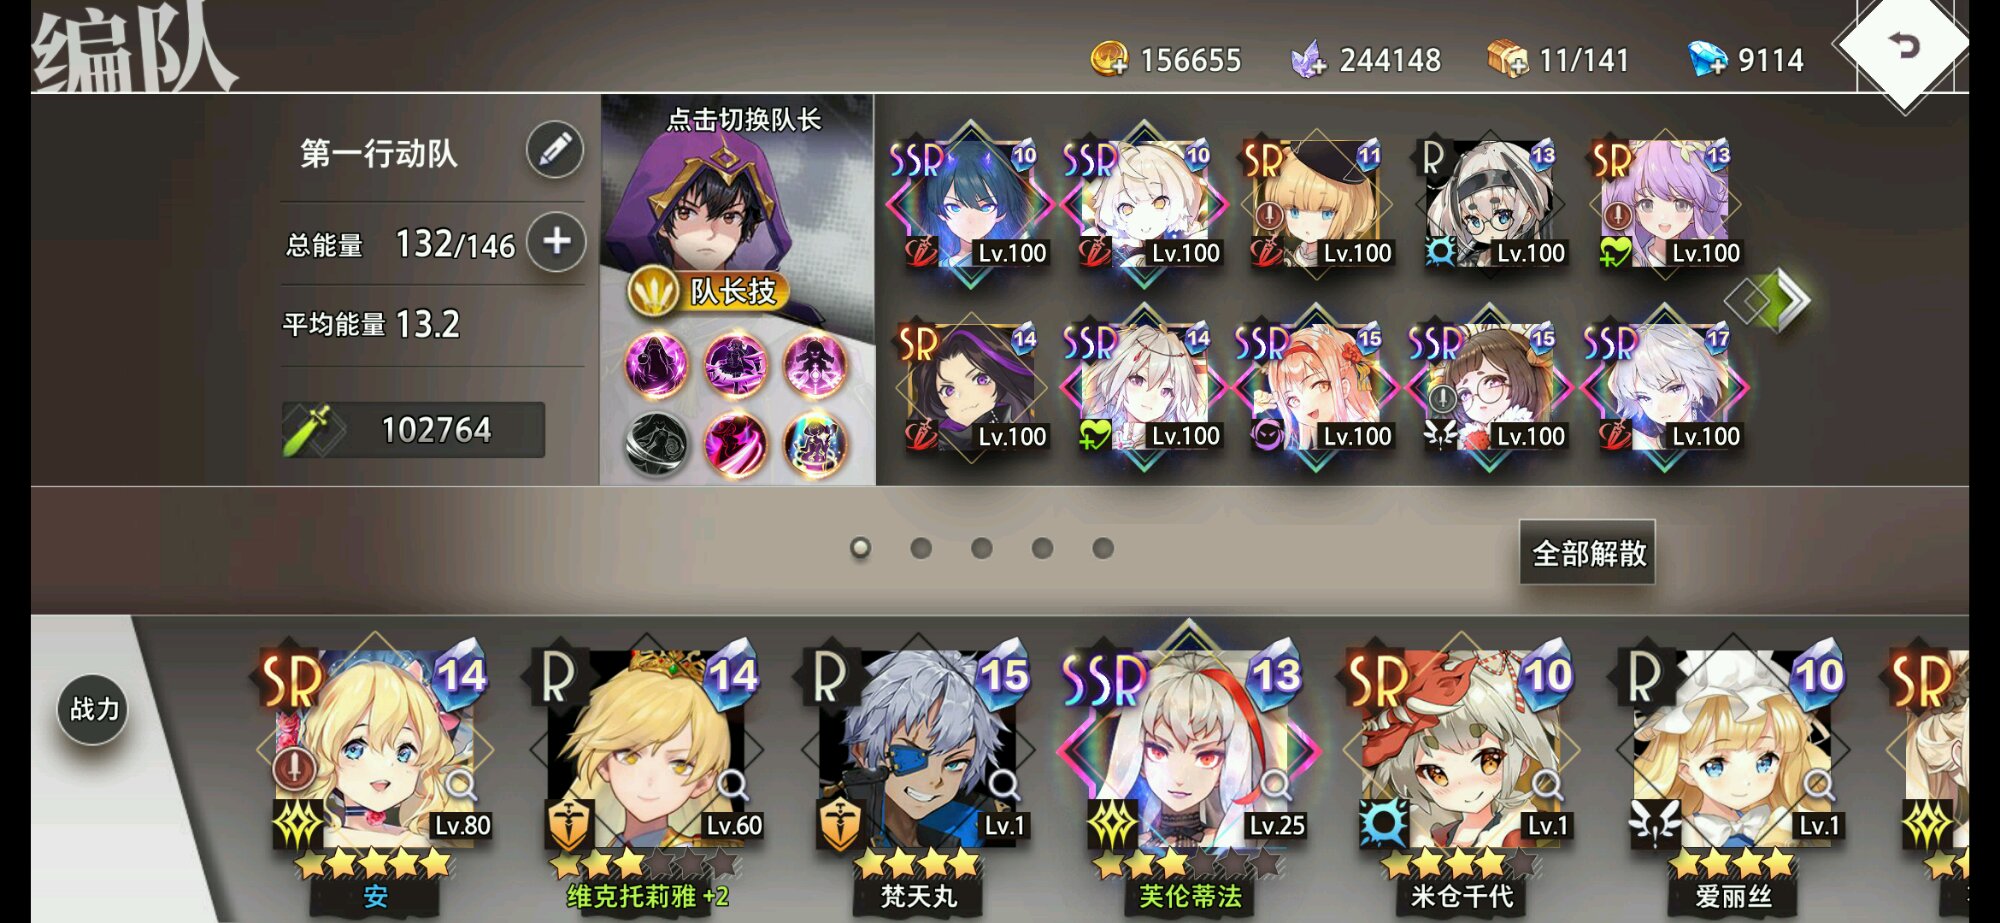 编队
156655
244148
11/141
9114
第一行动队
总能量 132/146
平均能量 13.2
102764
点击切换队长
队长技
SSR 10 Lv.100
SSR 10 Lv.100
SR 11 Lv.100
R 13 Lv.100
SR 13 Lv.100
SR 14 Lv.100
SSR 14 Lv.100
SSR 15 Lv.100
SSR 15 Lv.100
SSR 17 Lv.100
全部解散
战力
SR 14 Lv.80
安
R 14 Lv.60
维克托莉雅 +2
R 15 Lv.1
梵天丸
SSR 13 Lv.25
芙伦蒂法
SR 10 Lv.1
米仓千代
R 10 Lv.1
爱丽丝
SR